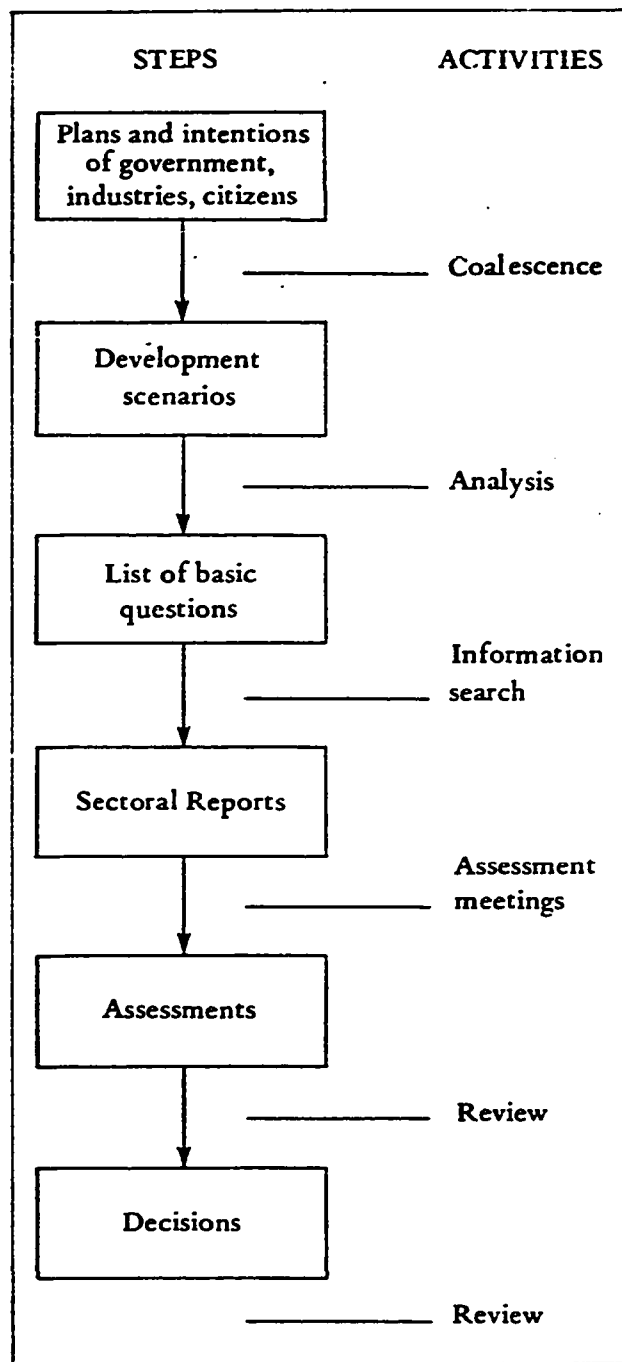 STEPS ACTIVITIES
Plans and intentions
of government,
industries, citizens
Coalescence
Development
scenarios
Analysis
List of basic
questions
Information
search
Sectoral Reports
Assessment
meetings
Assessments
Review
Decisions
Review